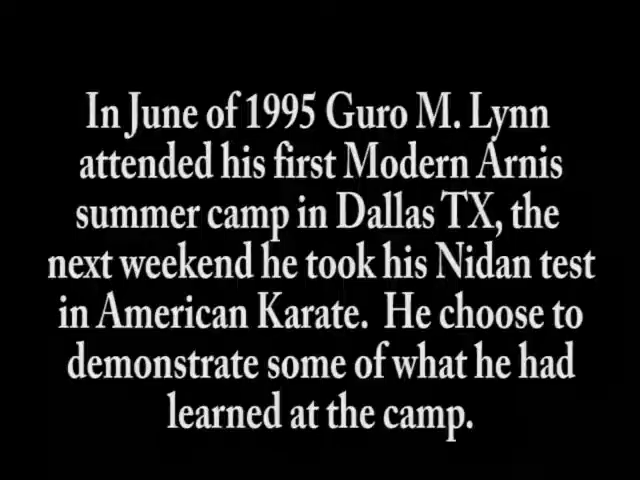 In June of 1995 Guro M. Lynn
attended his first Modern Arnis
summer camp in Dallas TX, the
next weekend he took his Nidan test
in American Karate.  He choose to
demonstrate some of what he had
learned at the camp.